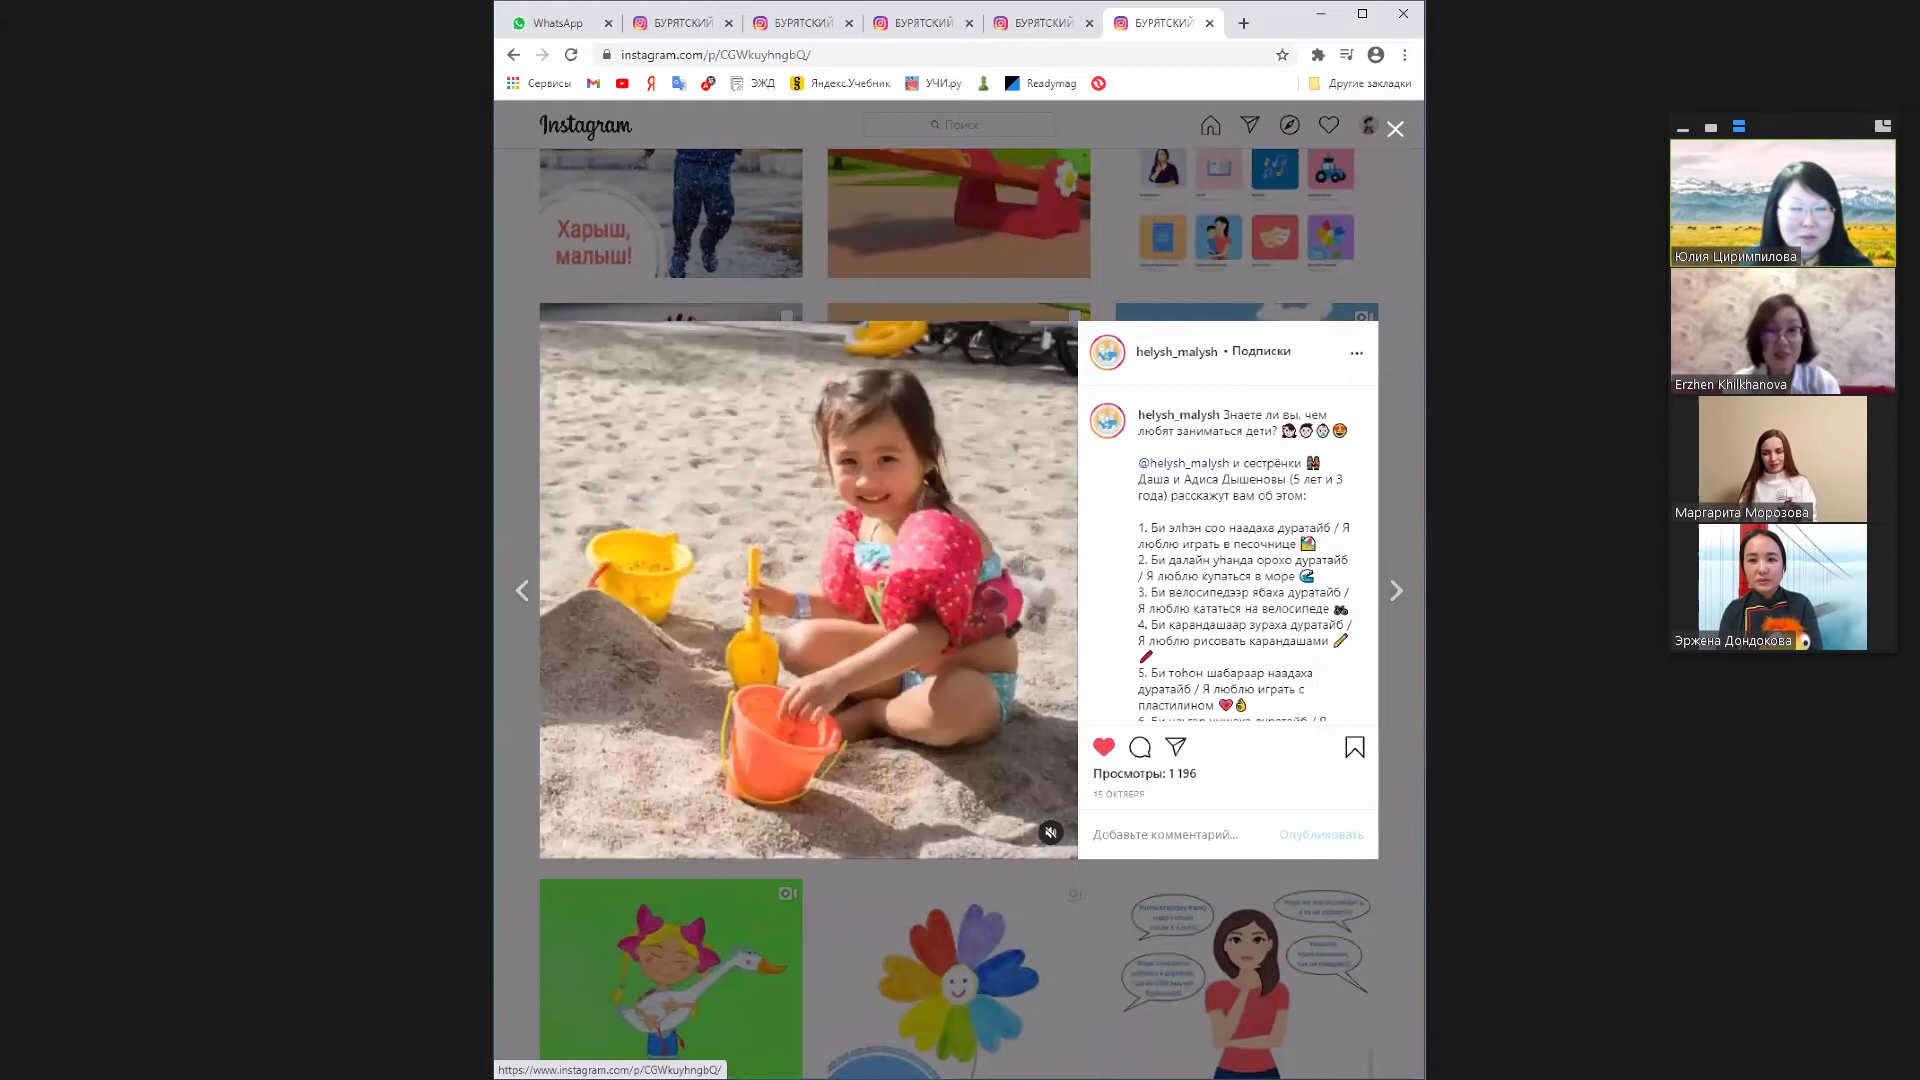 WhatsApp
БУРЯТСКИЙ
БУРЯТСКИЙ
БУРЯТСКИЙ
БУРЯТСКИЙ
БУРЯТСКИЙ
instagram.com/p/CGWkuyhngbQ/
Сервисы
ЭЖД
Яндекс.Учебник
УЧИ.ру
Readymag
Другие закладки
Instagram
Поиск
Харыш,
малыш!
helysh_malysh • Подписки
helysh_malysh Знаете ли вы, чем
любят заниматься дети?
@helysh_malysh и сестрёнки
Даша и Адиса Дышеновы (5 лет и 3
года) расскажут вам об этом:
1. Би элһэн соо наадаха дуратайб / Я
люблю играть в песочнице
2. Би далайн уһанда орохо дуратайб
/ Я люблю купаться в море
3. Би велосипедээр ябаха дуратайб /
Я люблю кататься на велосипеде
4. Би карандашаар зураха дуратайб /
Я люблю рисовать карандашами
5. Би тоһон шабараар наадаха
дуратайб / Я люблю играть с
пластилином
Просмотры: 1 196
15 ОКТЯБРЯ
Добавьте комментарий...
Опубликовать
https://www.instagram.com/p/CGWkuyhngbQ/
Юлия Циримпилова
Erzhen Khilkhanova
Маргарита Морозова
Эржена Дондокова